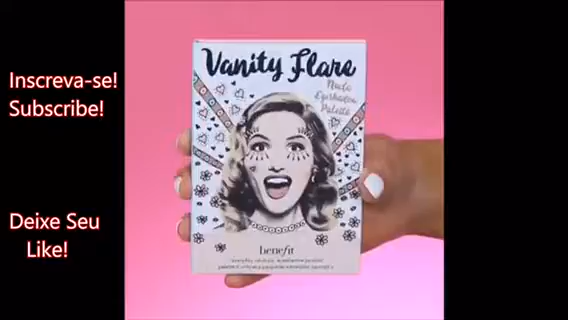 Inscreva-se!
Subscribe!
Deixe Seu
Like!
Vanity Flare
Nude
Eyeshadow
Palette
benefit